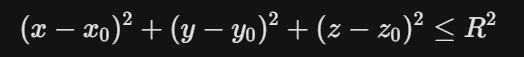 (x − x₀)² + (y − y₀)² + (z − z₀)² ≤ R²